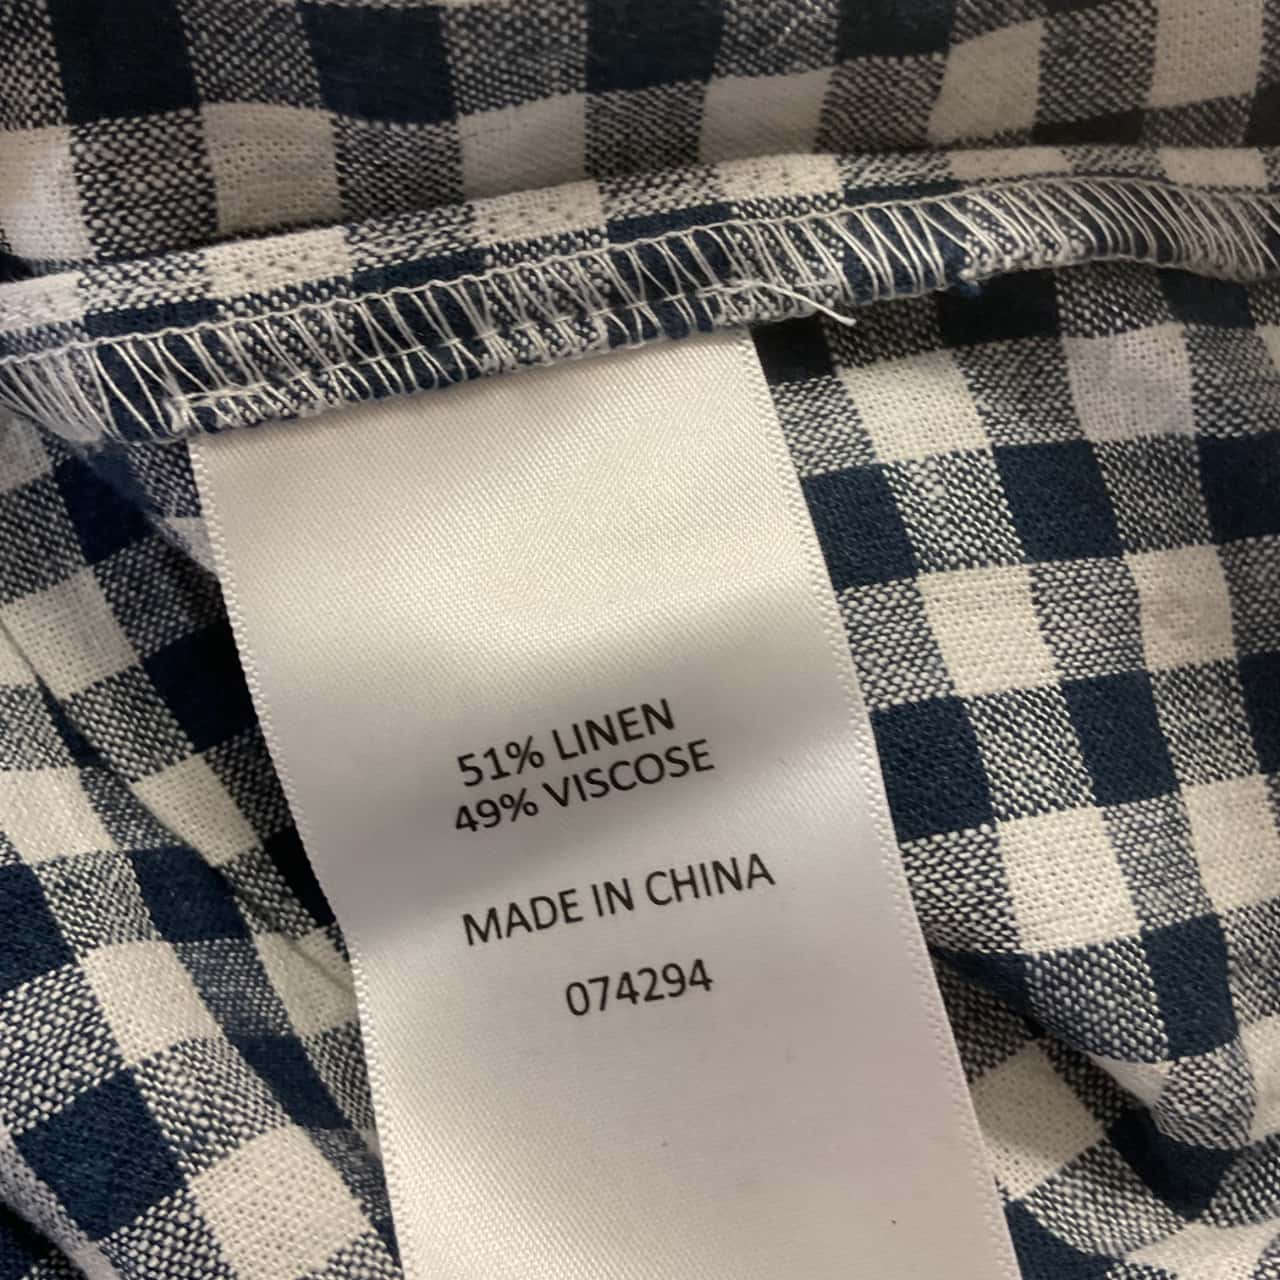 51% LINEN
49% VISCOSE
MADE IN CHINA
074294